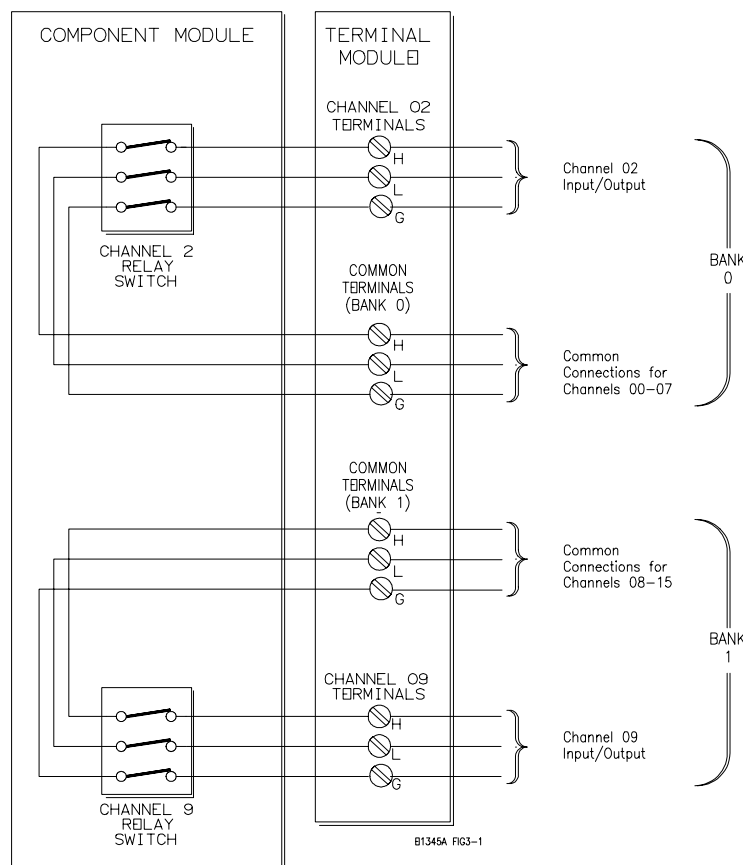 COMPONENT MODULE
TERMINAL
MODULE
CHANNEL 02
TERMINALS
H
L
G
Channel 02
Input/Output
CHANNEL 2
RELAY
SWITCH
BANK
0
COMMON
TERMINALS
(BANK 0)
H
L
G
Common
Connections for
Channels 00-07
COMMON
TERMINALS
(BANK 1)
H
L
G
Common
Connections for
Channels 08-15
BANK
1
CHANNEL 09
TERMINALS
H
L
G
Channel 09
Input/Output
CHANNEL 9
RELAY
SWITCH
B1345A FIG3-1